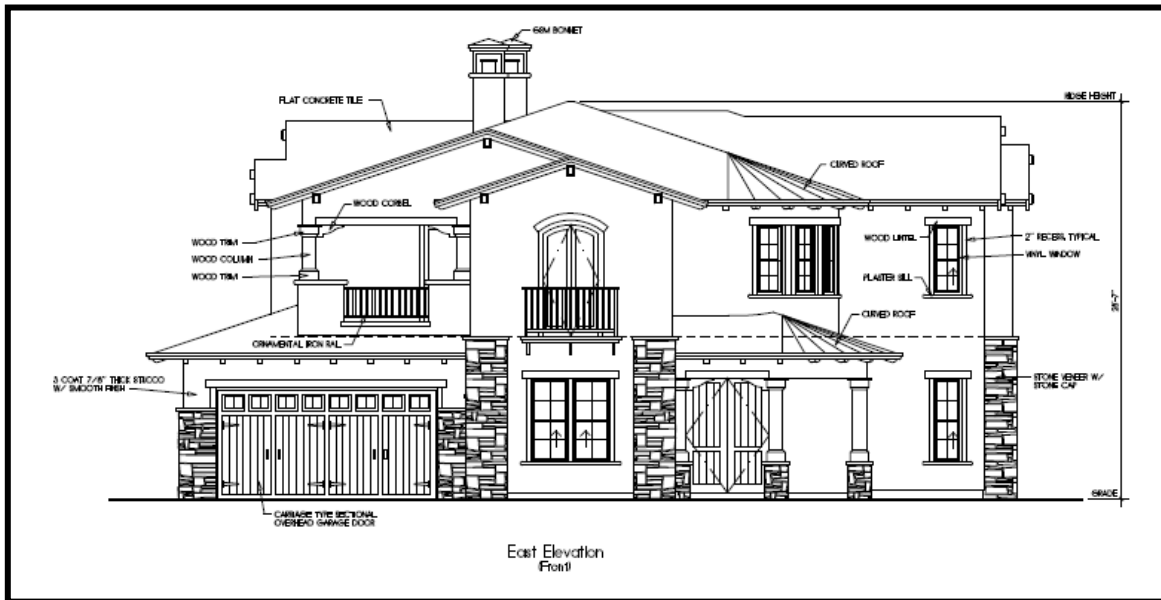 GSM BONNET
FLAT CONCRETE TILE
RIDGE HEIGHT
CURVED ROOF
WOOD CORBEL
WOOD TRIM
WOOD COLUMN
WOOD TRIM
WOOD LINTEL
2" RECESS, TYPICAL
VINYL WINDOW
PLASTER SILL
CURVED ROOF
ORNAMENTAL IRON RAIL
3 COAT 7/8" THICK STUCCO
W/ SMOOTH FINISH
STONE VENEER W/
STONE CAP
GRADE
CARRIAGE TYPE SECTIONAL
OVERHEAD GARAGE DOOR
East Elevation
(Front)